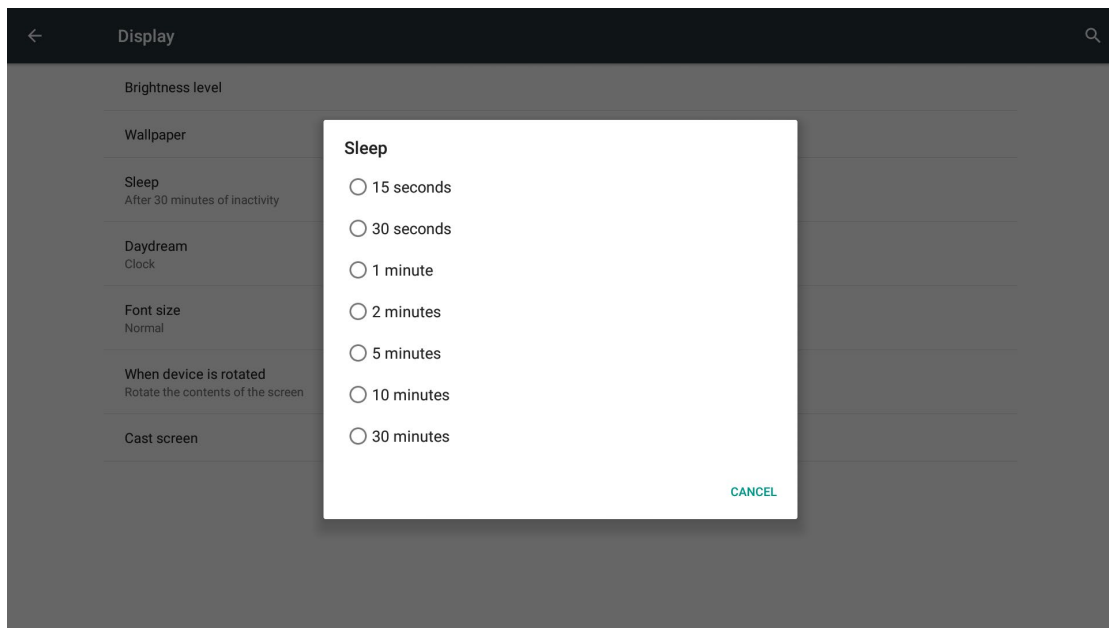 Display
Brightness level
Wallpaper
Sleep
After 30 minutes of inactivity
Daydream
Clock
Font size
Normal
When device is rotated
Rotate the contents of the screen
Cast screen
Sleep
15 seconds
30 seconds
1 minute
2 minutes
5 minutes
10 minutes
30 minutes
CANCEL